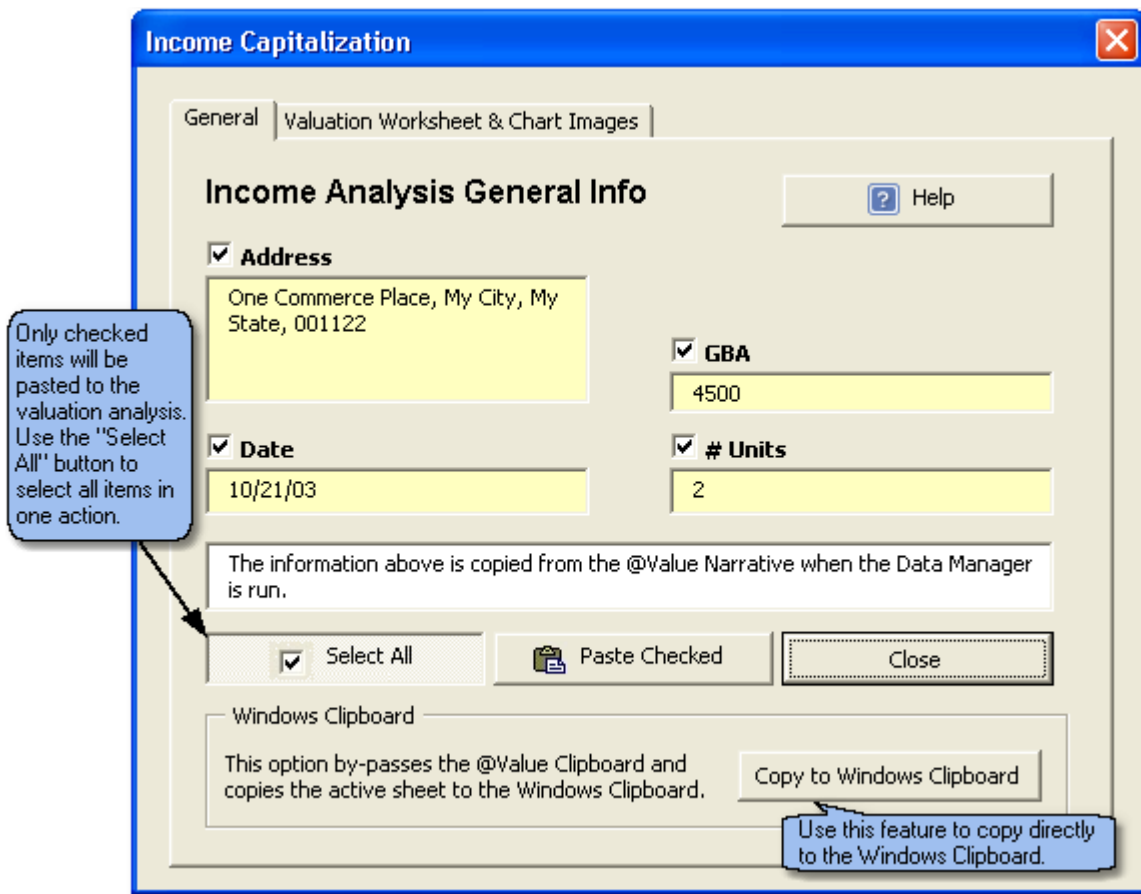 Income Capitalization
General
Valuation Worksheet & Chart Images
Income Analysis General Info
Help
Address
One Commerce Place, My City, My
State, 001122
GBA
4500
Date
10/21/03
# Units
2
Only checked
items will be
pasted to the
valuation analysis.
Use the "Select
All" button to
select all items in
one action.
The information above is copied from the @Value Narrative when the Data Manager
is run.
Select All
Paste Checked
Close
Windows Clipboard
This option by-passes the @Value Clipboard and
copies the active sheet to the Windows Clipboard.
Copy to Windows Clipboard
Use this feature to copy directly
to the Windows Clipboard.